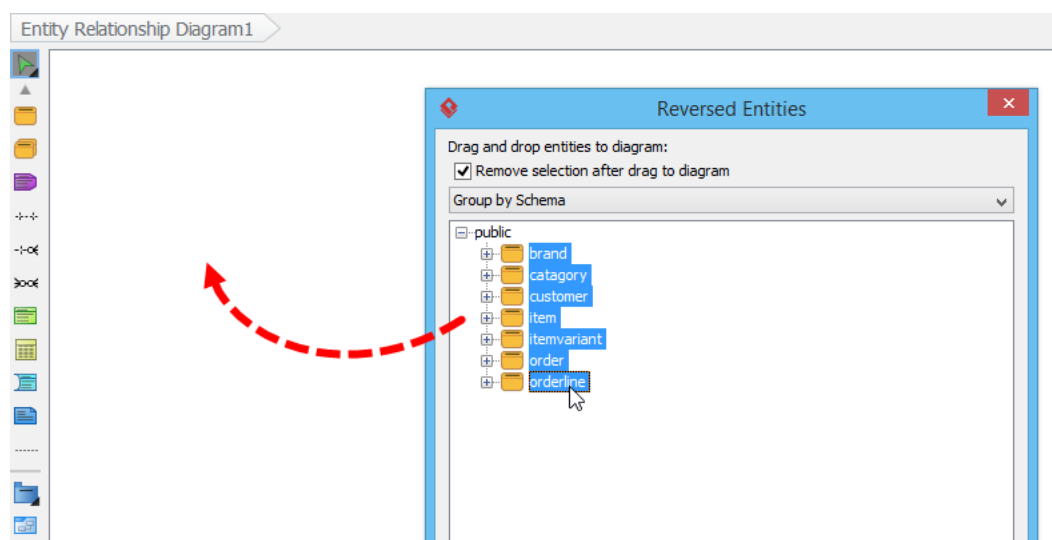 Entity Relationship Diagram1
Reversed Entities
Drag and drop entities to diagram:
Remove selection after drag to diagram
Group by Schema
public
brand
catagory
customer
item
itemvariant
order
orderline